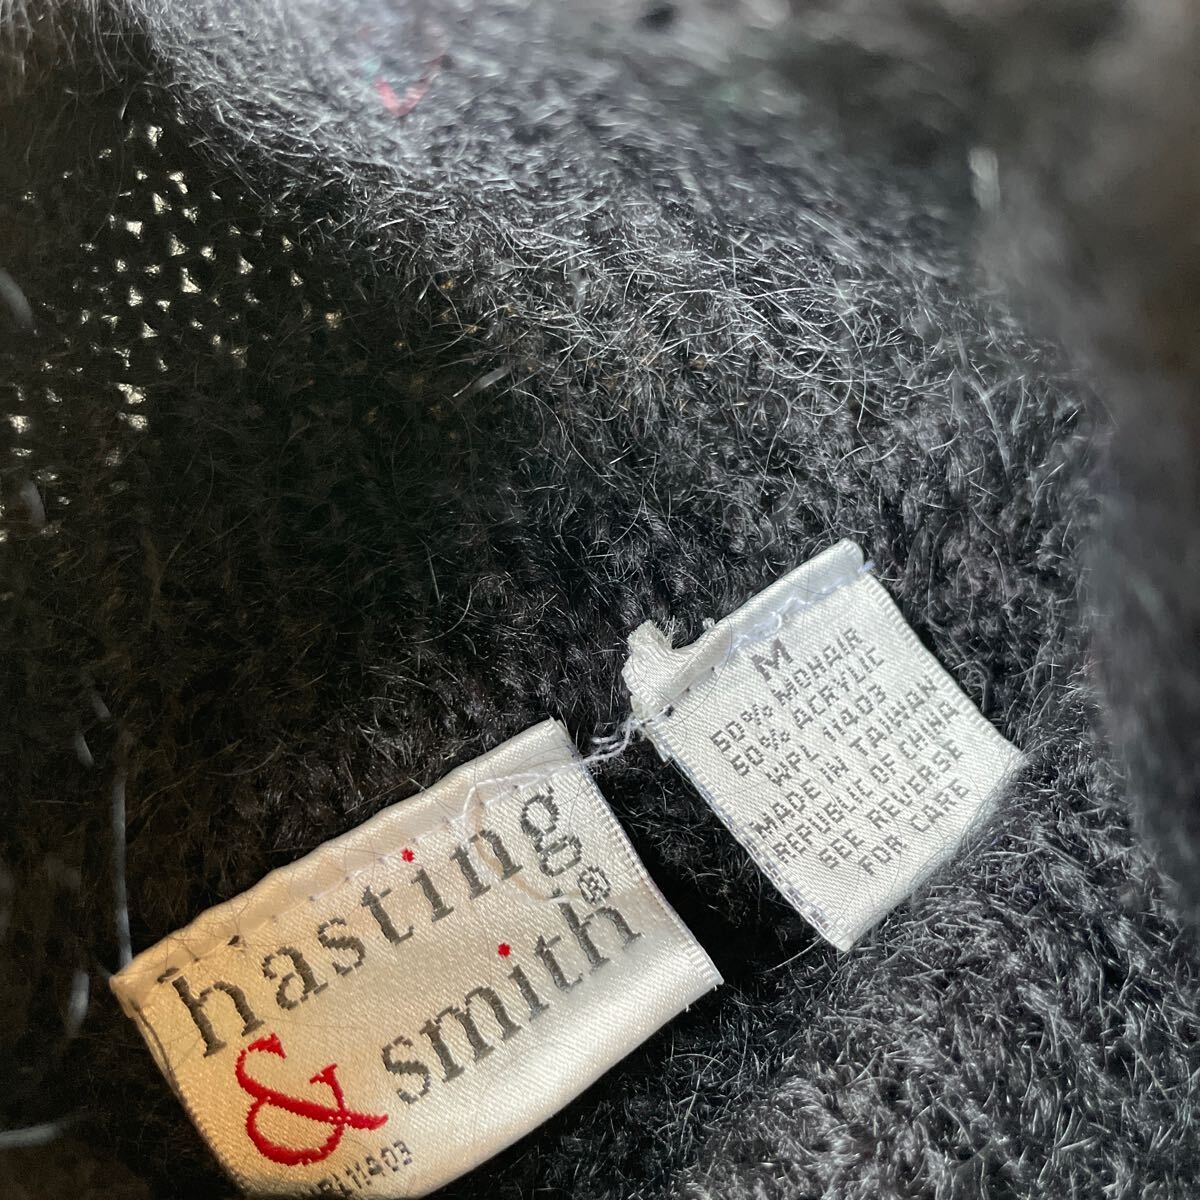 hasting
& smith®
WPL 11403
M
50% MOHAIR
50% ACRYLIC
WPL 11403
MADE IN TAIWAN
REPUBLIC OF CHINA
SEE REVERSE
FOR CARE